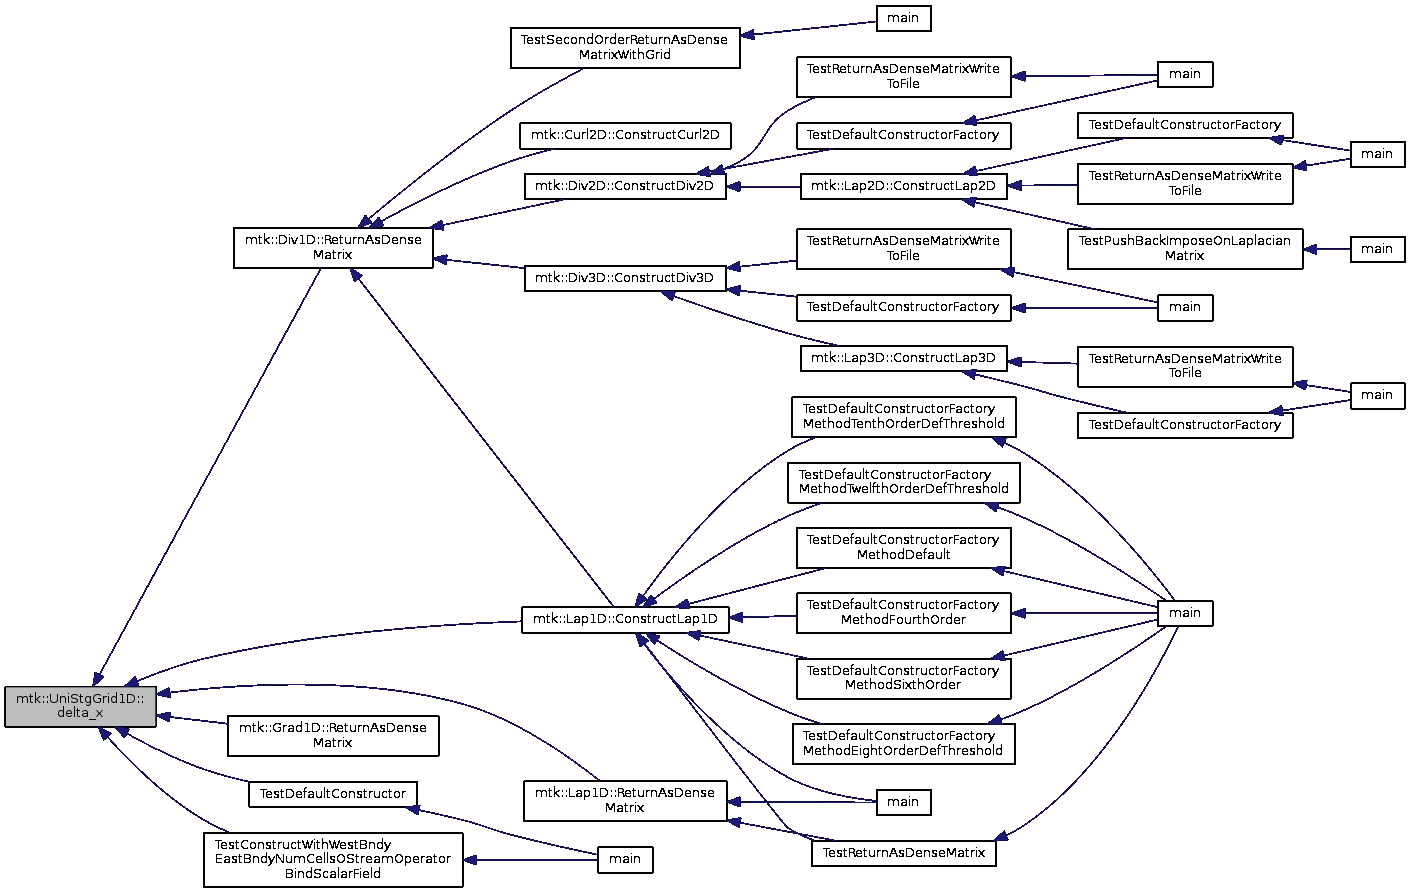 main
TestSecondOrderReturnAsDense
MatrixWithGrid
TestReturnAsDenseMatrixWrite
ToFile
main
mtk::Curl2D::ConstructCurl2D
TestDefaultConstructorFactory
TestDefaultConstructorFactory
main
mtk::Div2D::ConstructDiv2D
mtk::Lap2D::ConstructLap2D
TestReturnAsDenseMatrixWrite
ToFile
mtk::Div1D::ReturnAsDense
Matrix
TestReturnAsDenseMatrixWrite
ToFile
TestPushBackImposeOnLaplacian
Matrix
main
mtk::Div3D::ConstructDiv3D
TestDefaultConstructorFactory
main
mtk::Lap3D::ConstructLap3D
TestReturnAsDenseMatrixWrite
ToFile
main
TestDefaultConstructorFactory
TestDefaultConstructorFactory
MethodTenthOrderDefThreshold
TestDefaultConstructorFactory
MethodTwelfthOrderDefThreshold
TestDefaultConstructorFactory
MethodDefault
mtk::Lap1D::ConstructLap1D
TestDefaultConstructorFactory
MethodFourthOrder
main
TestDefaultConstructorFactory
MethodSixthOrder
mtk::UniStgGrid1D::
delta_x
mtk::Grad1D::ReturnAsDense
Matrix
TestDefaultConstructorFactory
MethodEightOrderDefThreshold
TestDefaultConstructor
mtk::Lap1D::ReturnAsDense
Matrix
main
TestConstructWithWestBndy
EastBndyNumCellsOStreamOperator
BindScalarField
main
TestReturnAsDenseMatrix